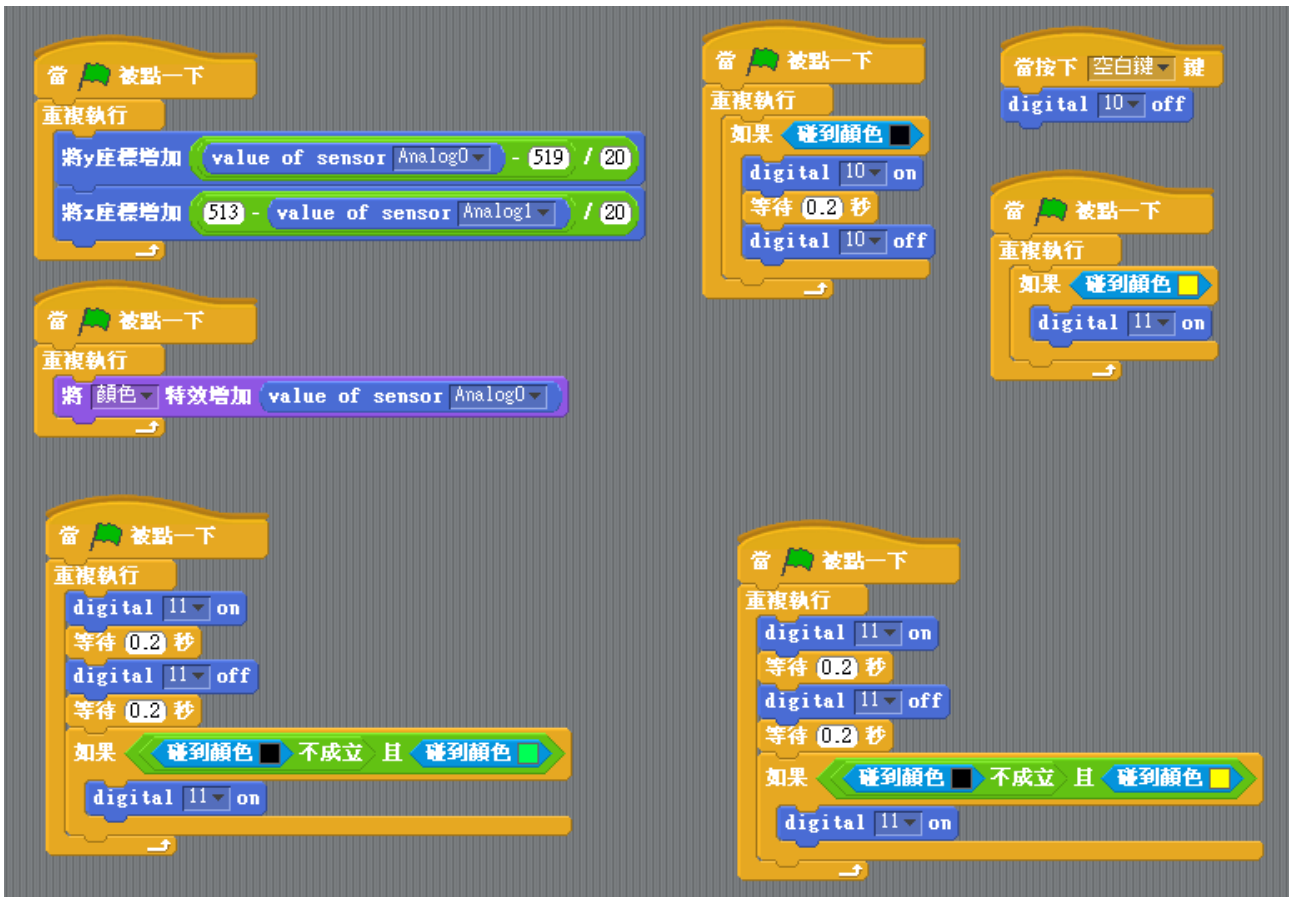 當 被點一下
重複執行
將y座標增加 value of sensor Analog0 - 519 / 20
將x座標增加 513 - value of sensor Analog1 / 20
當 被點一下
重複執行
將 顏色 特效增加 value of sensor Analog0
當 被點一下
重複執行
如果 碰到顏色
digital 10 on
等待 0.2 秒
digital 10 off
當按下 空白鍵 鍵
digital 10 off
當 被點一下
重複執行
如果 碰到顏色
digital 11 on
當 被點一下
重複執行
digital 11 on
等待 0.2 秒
digital 11 off
等待 0.2 秒
如果 碰到顏色 不成立 且 碰到顏色
digital 11 on
當 被點一下
重複執行
digital 11 on
等待 0.2 秒
digital 11 off
等待 0.2 秒
如果 碰到顏色 不成立 且 碰到顏色
digital 11 on